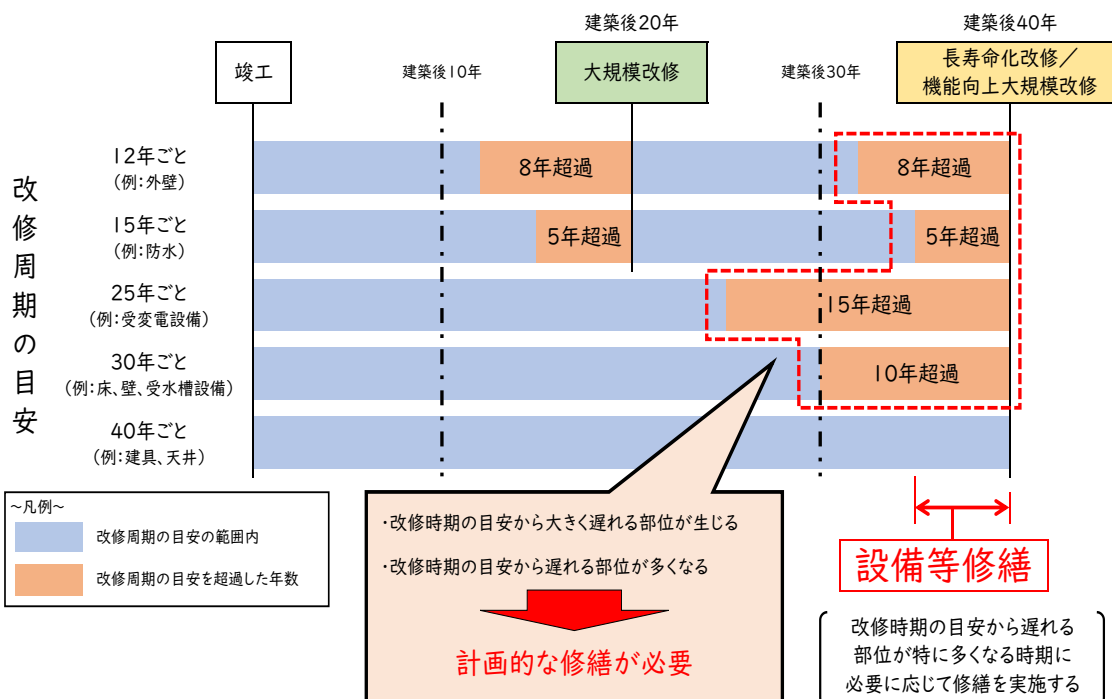 建築後20年
建築後40年
竣工
建築後10年
大規模改修
建築後30年
長寿命化改修／
機能向上大規模改修
改修周期の目安
12年ごと
(例：外壁)
8年超過
8年超過
15年ごと
(例：防水)
5年超過
5年超過
25年ごと
(例：受変電設備)
15年超過
30年ごと
(例：床、壁、受水槽設備)
10年超過
40年ごと
(例：建具、天井)
～凡例～
改修周期の目安の範囲内
改修周期の目安を超過した年数
・改修時期の目安から大きく遅れる部位が生じる
・改修時期の目安から遅れる部位が多くなる
計画的な修繕が必要
設備等修繕
改修時期の目安から遅れる
部位が特に多くなる時期に
必要に応じて修繕を実施する